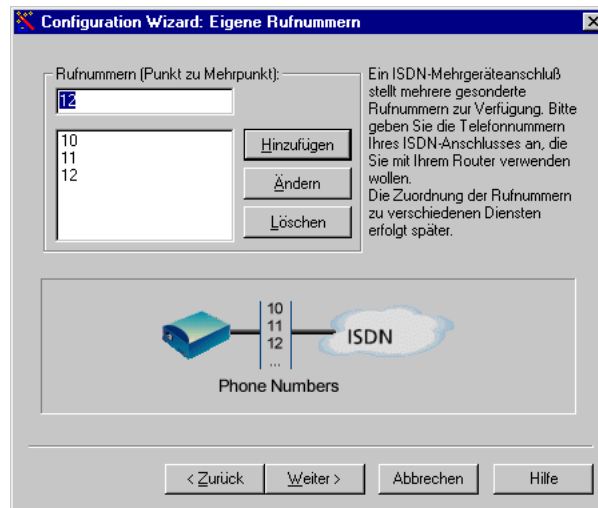 Configuration Wizard: Eigene Rufnummern
Rufnummern (Punkt zu Mehrpunkt):
12
10
11
12
Hinzufügen
Ändern
Löschen
Ein ISDN-Mehrgeräteanschluß
stellt mehrere gesonderte
Rufnummern zur Verfügung. Bitte
geben Sie die Telefonnummern
Ihres ISDN-Anschlusses an, die
Sie mit Ihrem Router verwenden
wollen.
Die Zuordnung der Rufnummern
zu verschiedenen Diensten
erfolgt später.
10
11
12
...
ISDN
Phone Numbers
< Zurück
Weiter >
Abbrechen
Hilfe